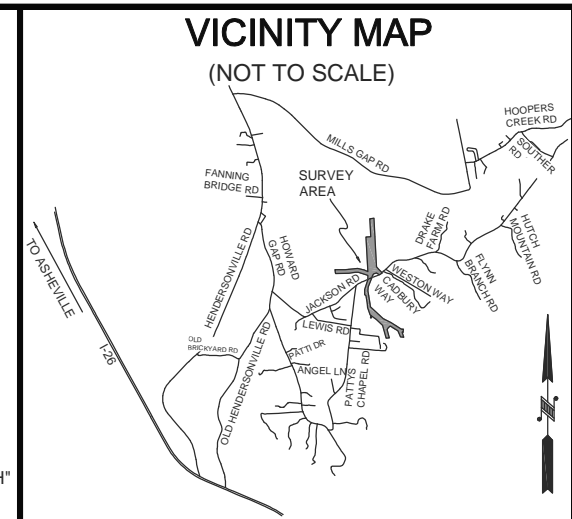 VICINITY MAP
(NOT TO SCALE)
HOOPERS
CREEK RD
SOUTHER
RD
MILLS GAP RD
FANNING
BRIDGE RD
SURVEY
AREA
DRAKE
FARM RD
HUTCH
MOUNTAIN RD
FLYNN
BRANCH RD
TO ASHEVILLE
HENDERSONVILLE RD
HOWARD
GAP RD
WESTON WAY
CADBURY
WAY
JACKSON RD
LEWIS RD
OLD
BRICKYARD RD
PATTI DR
I-26
OLD HENDERSONVILLE RD
ANGEL LN
PATTYS
CHAPEL RD
N
H"